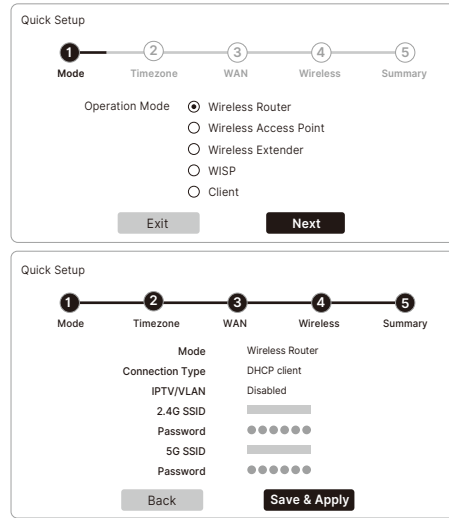 Quick Setup
1 2 3 4 5
Mode Timezone WAN Wireless Summary
Operation Mode Wireless Router
Wireless Access Point
Wireless Extender
WISP
Client
Exit Next
Quick Setup
1 2 3 4 5
Mode Timezone WAN Wireless Summary
Mode Wireless Router
Connection Type DHCP client
IPTV/VLAN Disabled
2.4G SSID
Password
5G SSID
Password
Back Save & Apply